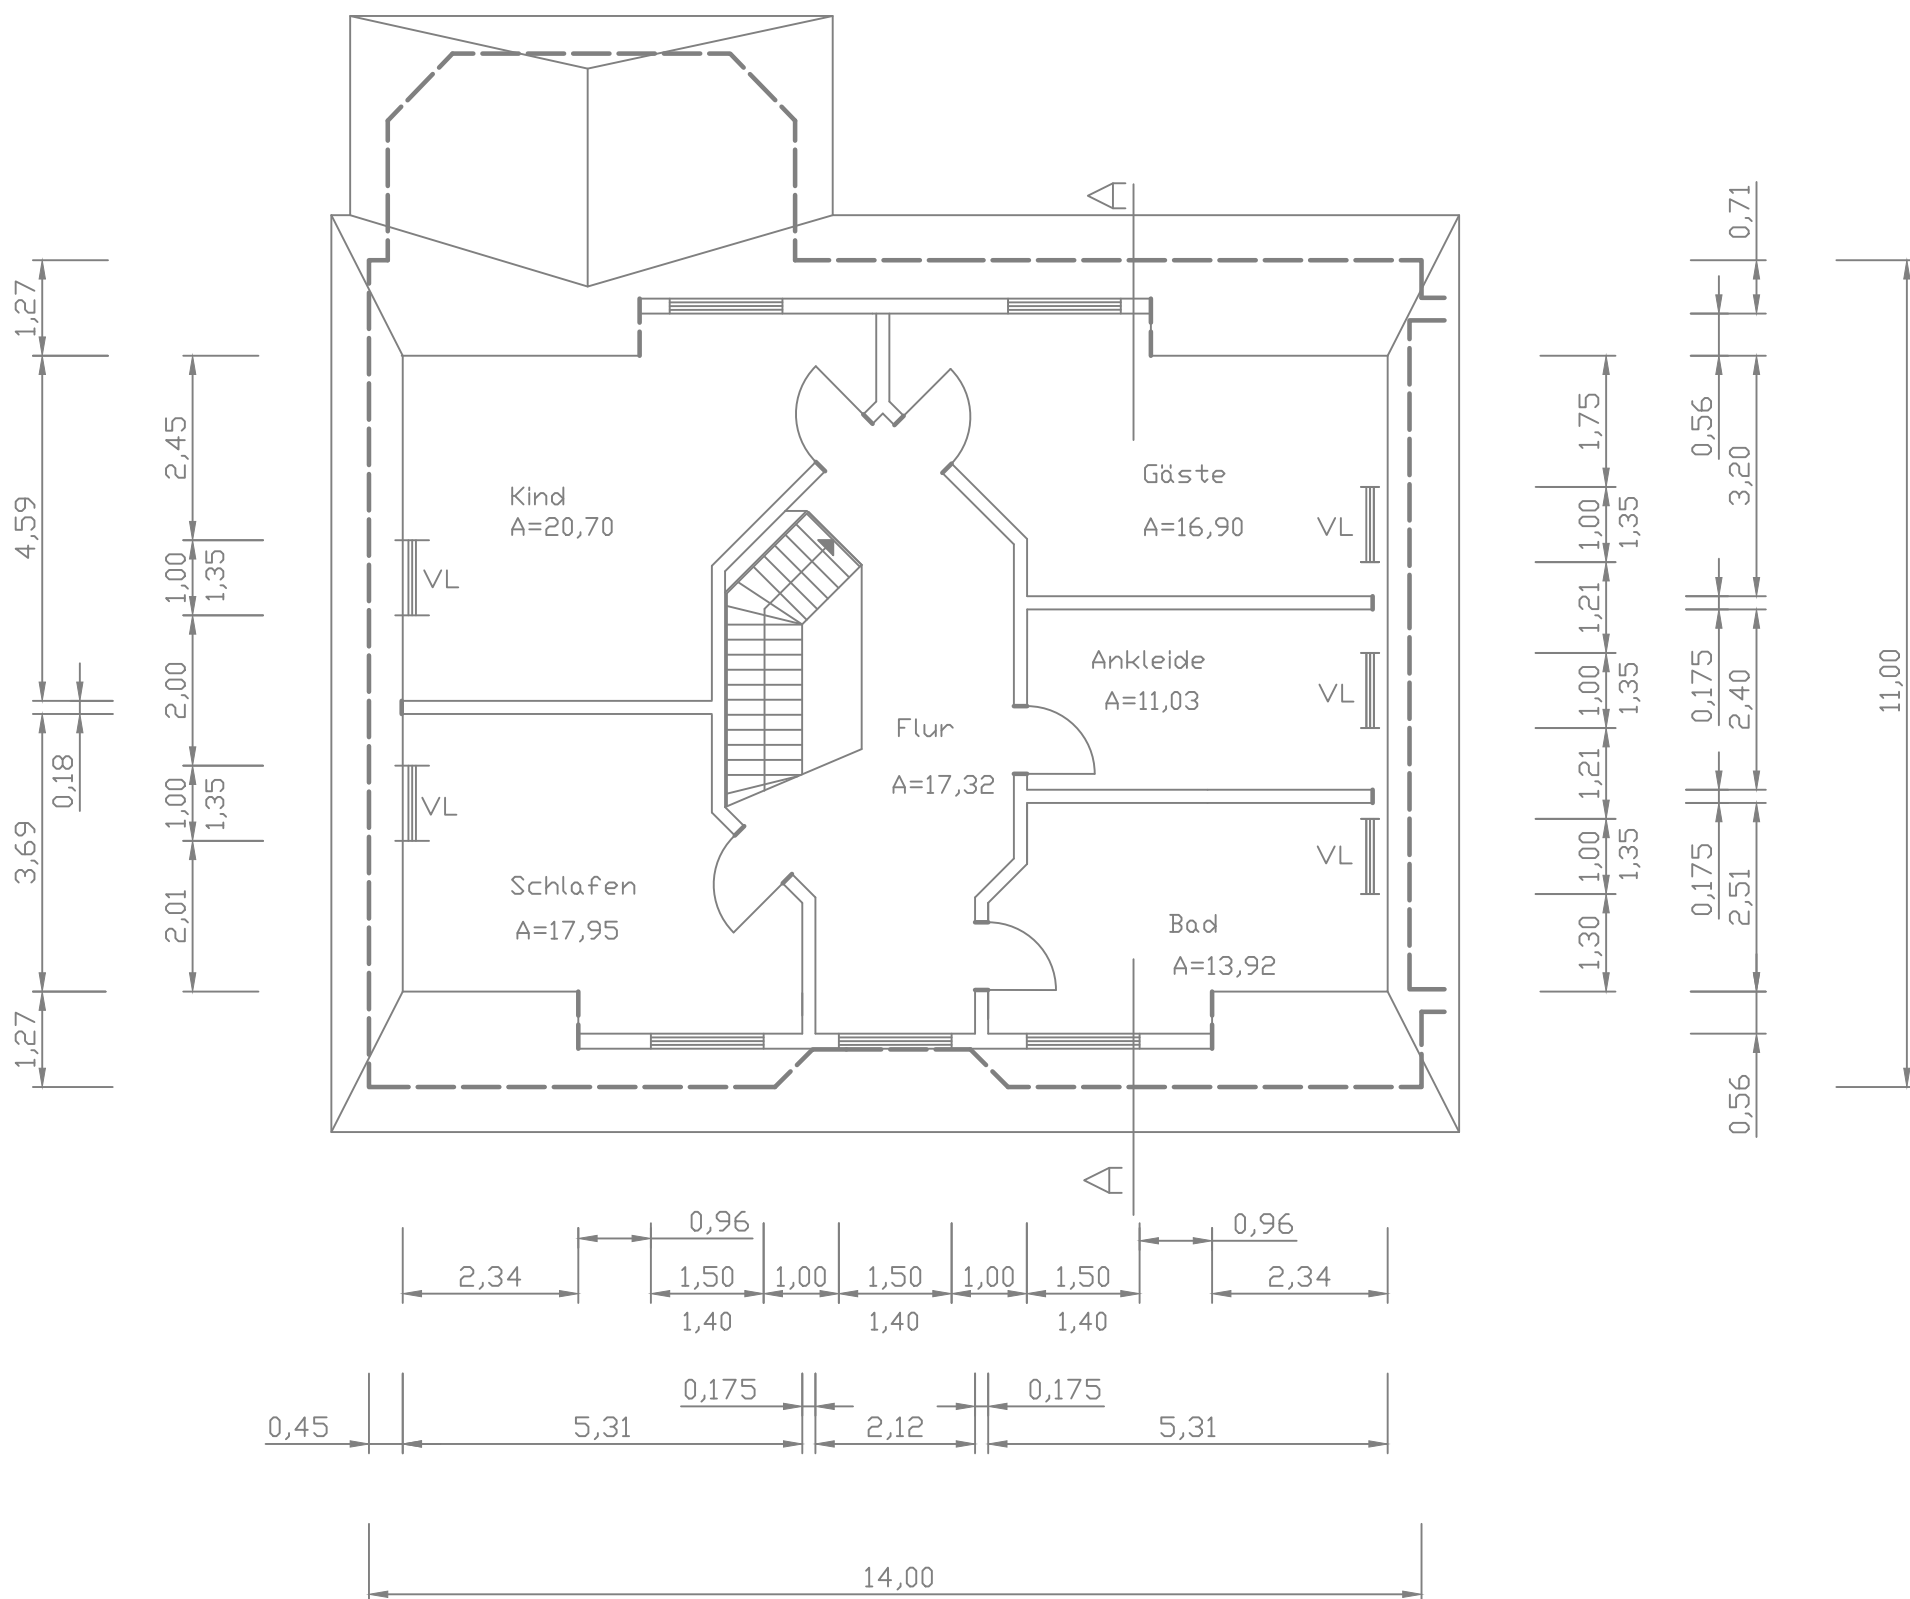 A
0,71
1,27
11,00
2,45
1,75
0,56
3,20
4,59
Kind
A=20,70
Gäste
A=16,90
VL
1,00
1,35
VL
1,00
1,35
1,21
2,00
Ankleide
A=11,03
VL
1,00
1,35
0,175
2,40
0,18
Flur
A=17,32
1,21
VL
1,00
1,35
VL
1,00
1,35
3,69
2,01
Schlafen
A=17,95
Bad
A=13,92
0,175
2,51
1,30
1,27
0,56
A
0,96
0,96
2,34
1,50
1,00
1,50
1,00
1,50
2,34
1,40
1,40
1,40
0,175
0,175
0,45
5,31
2,12
5,31
14,00